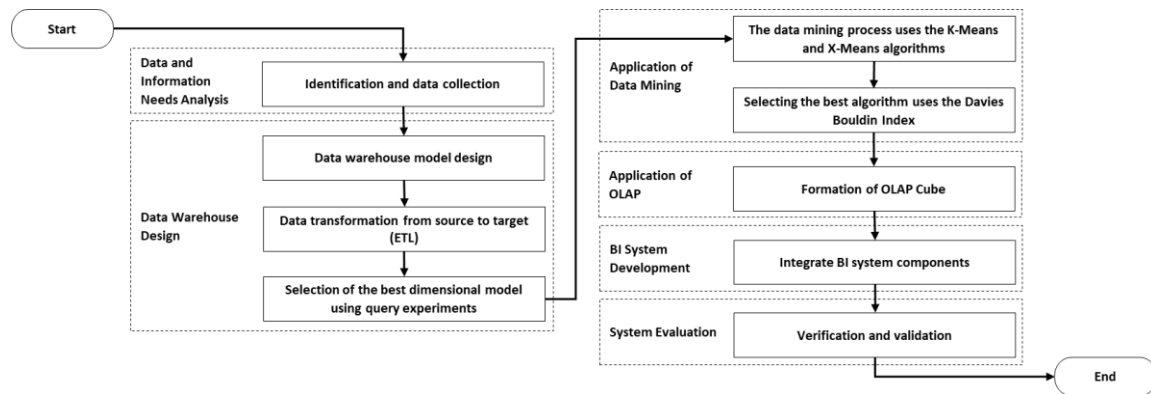 Start
Data and
Information
Needs Analysis
Identification and data collection
Data Warehouse
Design
Data warehouse model design
Data transformation from source to target
(ETL)
Selection of the best dimensional model
using query experiments
Application of
Data Mining
The data mining process uses the K-Means
and X-Means algorithms
Selecting the best algorithm uses the Davies
Bouldin Index
Application of
OLAP
Formation of OLAP Cube
BI System
Development
Integrate BI system components
System Evaluation
Verification and validation
End